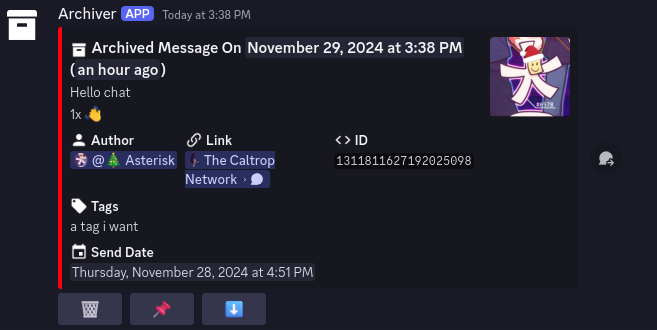 Archiver APP Today at 3:38 PM
Archived Message On November 29, 2024 at 3:38 PM
(an hour ago)
Hello chat
1x 👋
Author
@🎄 Asterisk
Link
The Caltrop
Network › 
ID
1311811627192025098
Tags
a tag i want
Send Date
Thursday, November 28, 2024 at 4:51 PM